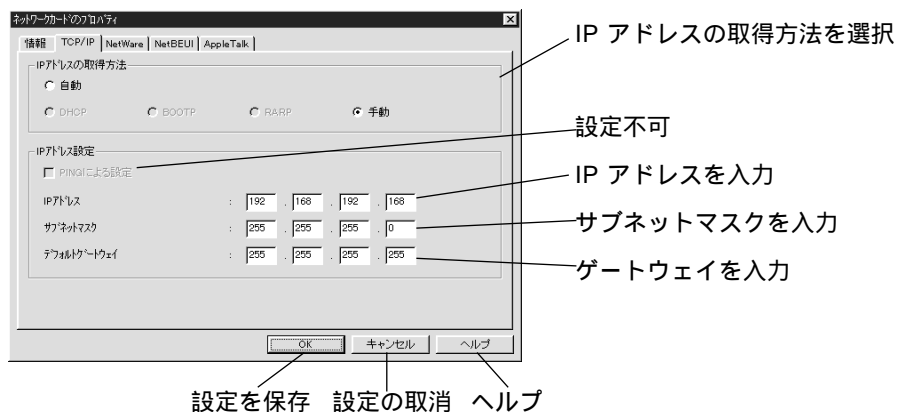 ネットワークカードのプロパティ
情報 TCP/IP NetWare NetBEUI AppleTalk
IPアドレスの取得方法
自動
DHCP BOOTP RARP 手動
IPアドレス設定
PINGによる設定
IPアドレス : 192 . 168 . 192 . 168
サブネットマスク : 255 . 255 . 255 . 0
デフォルトゲートウェイ : 255 . 255 . 255 . 255
OK キャンセル ヘルプ
IP アドレスの取得方法を選択
設定不可
IP アドレスを入力
サブネットマスクを入力
ゲートウェイを入力
設定を保存 設定の取消 ヘルプ